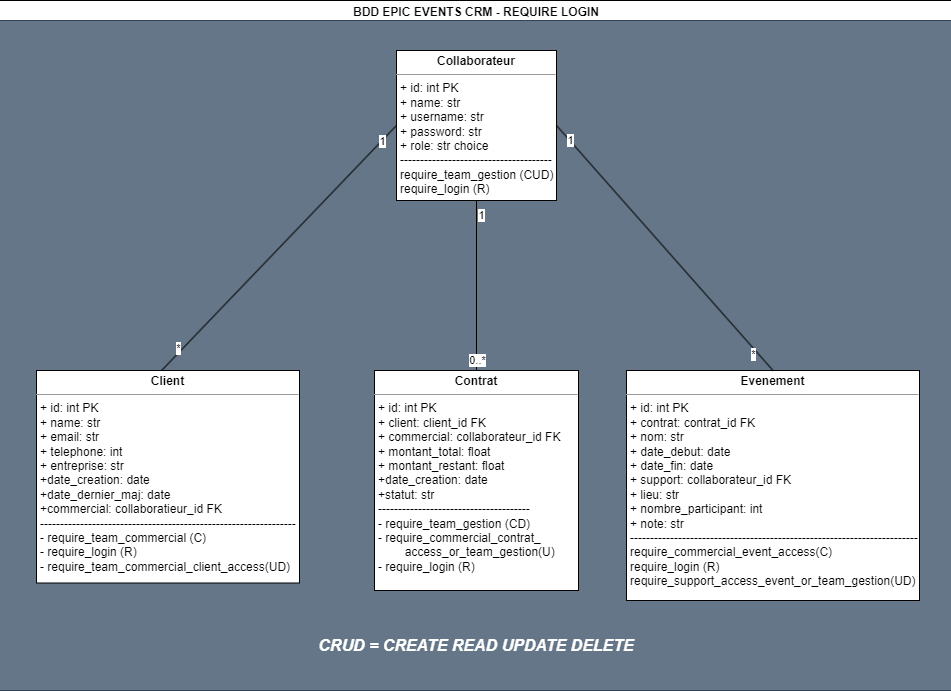 BDD EPIC EVENTS CRM - REQUIRE LOGIN
Collaborateur
+ id: int PK
+ name: str
+ username: str
+ password: str
+ role: str choice
----------------------------------------
require_team_gestion (CUD)
require_login (R)
1
1
1
*
0..*
*
Client
+ id: int PK
+ name: str
+ email: str
+ telephone: int
+ entreprise: str
+date_creation: date
+date_dernier_maj: date
+commercial: collaboratieur_id FK
----------------------------------------------------------------
- require_team_commercial (C)
- require_login (R)
- require_team_commercial_client_access(UD)
Contrat
+ id: int PK
+ client: client_id FK
+ commercial: collaborateur_id FK
+ montant_total: float
+ montant_restant: float
+date_creation: date
+statut: str
----------------------------------------
- require_team_gestion (CD)
- require_commercial_contrat_
access_or_team_gestion(U)
- require_login (R)
Evenement
+ id: int PK
+ contrat: contrat_id FK
+ nom: str
+ date_debut: date
+ date_fin: date
+ support: collaborateur_id FK
+ lieu: str
+ nombre_participant: int
+ note: str
------------------------------------------------------------------------
require_commercial_event_access(C)
require_login (R)
require_support_access_event_or_team_gestion(UD)
CRUD = CREATE READ UPDATE DELETE